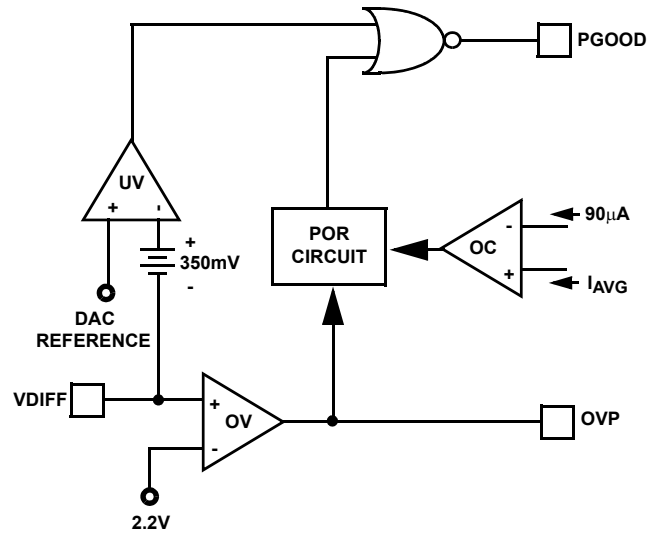 PGOOD
UV
+ -
+
350mV
-
DAC
REFERENCE
POR
CIRCUIT
OC
-
+
90µA
IAVG
VDIFF
+
OV
-
OVP
2.2V